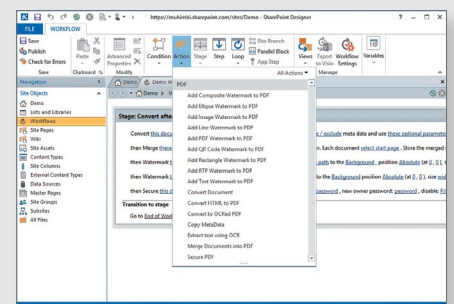 https://muhimbi.sharepoint.com/sites/Demo - SharePoint Designer
FILE WORKFLOW
Save
Publish
Check for Errors
Save
Paste
Clipboard
Advanced Properties
Modify
Condition Action Stage Step Loop
Else Branch
Parallel Block
App Step
Views Export to Visio Workflow Settings
Manage
Variables
All Actions
Navigation
Site Objects
Demo
Lists and Libraries
Workflows
Site Pages
Wiki
Site Assets
Content Types
Site Columns
External Content Types
Data Sources
Master Pages
Site Groups
Subsites
All Files
Demo Demo W
Demo
PDF
Add Composite Watermark to PDF
Add Ellipse Watermark to PDF
Add Image Watermark to PDF
Add Line Watermark to PDF
Add PDF Watermark to PDF
Add QR Code Watermark to PDF
Add Rectangle Watermark to PDF
Add RTF Watermark to PDF
Add Text Watermark to PDF
Convert Document
Convert HTML to PDF
Convert to OCRed PDF
Copy MetaData
Extract text using OCR
Merge Documents into PDF
Secure PDF
Stage: Convert after
Convert this docu
/ exclude meta data and use these optional parameter
then Merge these
n. Each document select start page . Store the merged
then Watermark t
path to the Background , position Absolute (at 0 , 0 ),
then Watermark t
to the Background position Absolute (at 0 , 0 ), size
then Secure this d
password , new owner password: password , disable:
Transition to stage
Go to End of Work